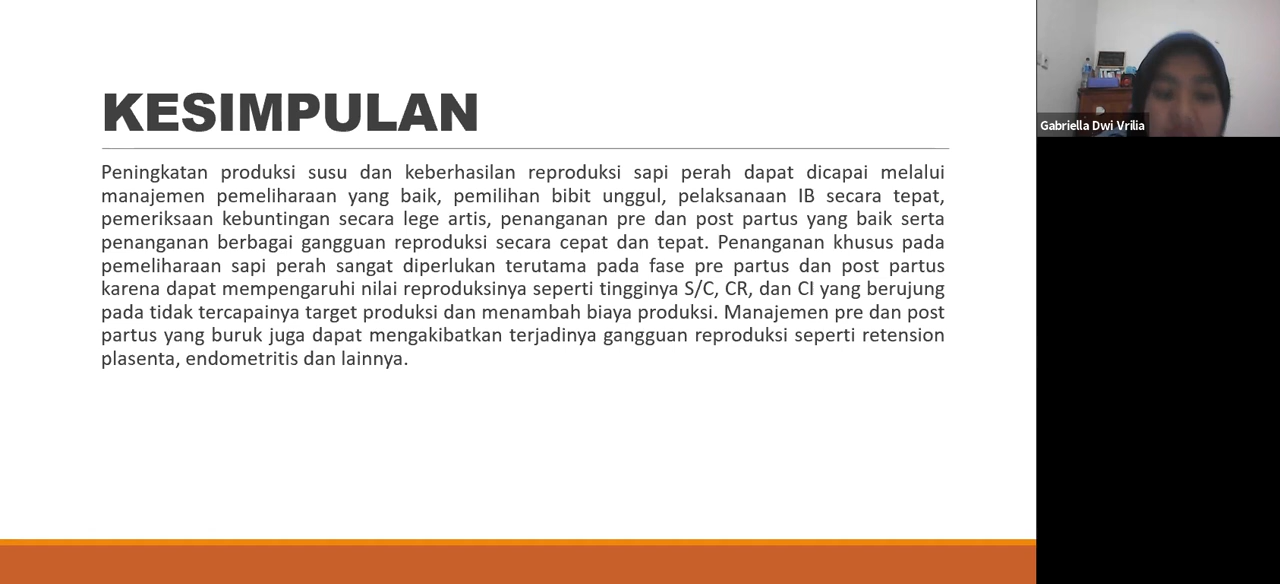 KESIMPULAN
Peningkatan produksi susu dan keberhasilan reproduksi sapi perah dapat dicapai melalui
manajemen pemeliharaan yang baik, pemilihan bibit unggul, pelaksanaan IB secara tepat,
pemeriksaan kebuntingan secara lege artis, penanganan pre dan post partus yang baik serta
penanganan berbagai gangguan reproduksi secara cepat dan tepat. Penanganan khusus pada
pemeliharaan sapi perah sangat diperlukan terutama pada fase pre partus dan post partus
karena dapat mempengaruhi nilai reproduksinya seperti tingginya S/C, CR, dan CI yang berujung
pada tidak tercapainya target produksi dan menambah biaya produksi. Manajemen pre dan post
partus yang buruk juga dapat mengakibatkan terjadinya gangguan reproduksi seperti retension
plasenta, endometritis dan lainnya.
Gabriella Dwi Vrilia